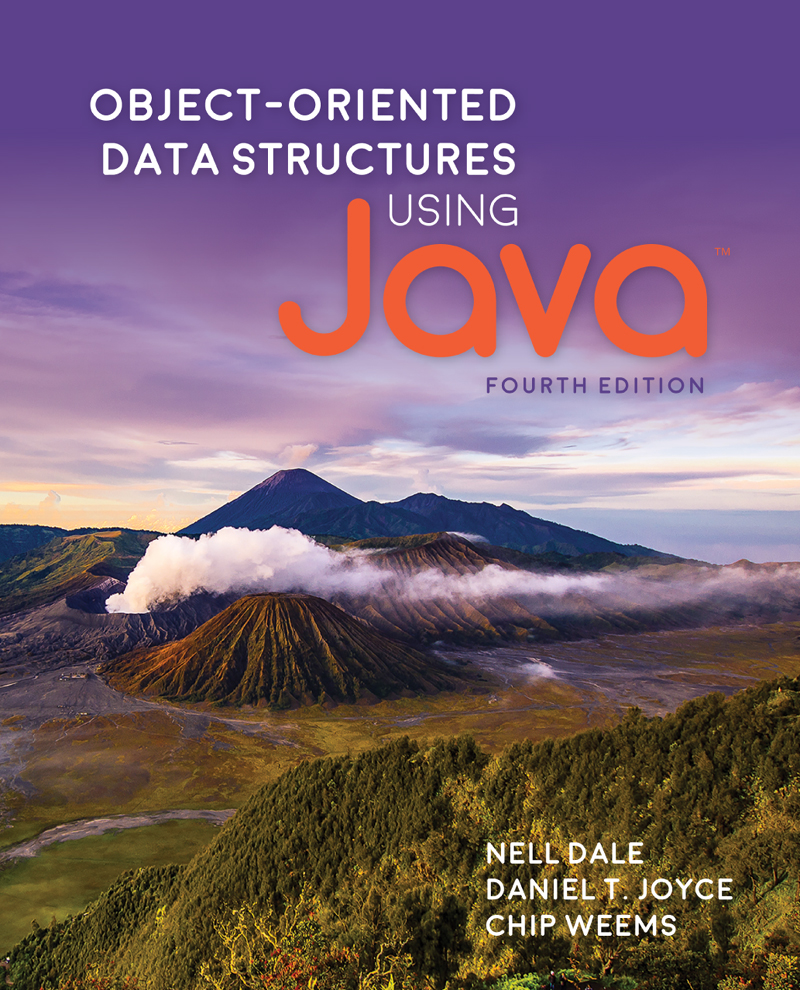 OBJECT-ORIENTED
DATA STRUCTURES
USING
Java™
FOURTH EDITION
NELL DALE
DANIEL T. JOYCE
CHIP WEEMS